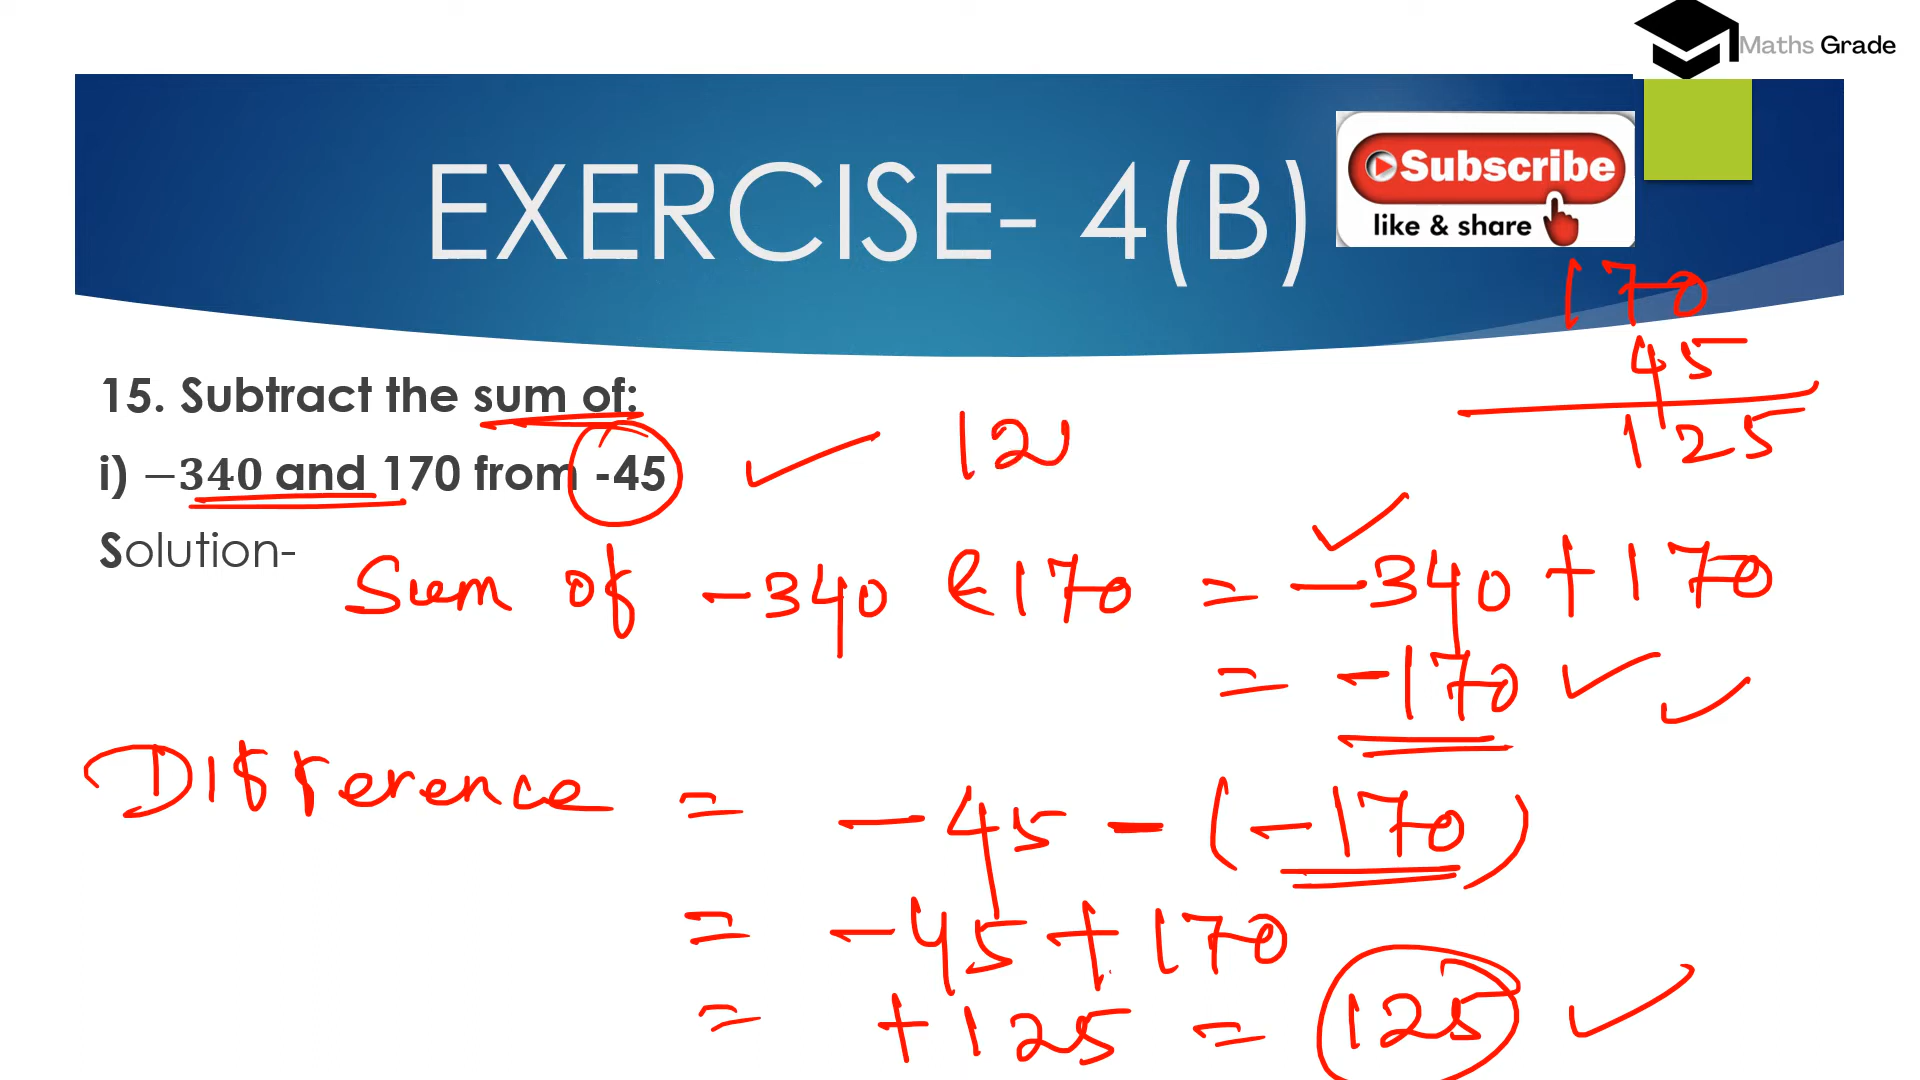 Maths Grade
EXERCISE- 4(B)
Subscribe
like & share
170
45
125
15. Subtract the sum of:
i) −340 and 170 from -45
120
Solution-
Sum of -340 & 170 = -340 + 170
= -170
Difference = -45 - (-170)
= -45 + 170
= +125 = 125